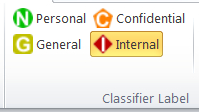 N Personal C Confidential
G General I Internal
Classifier Label